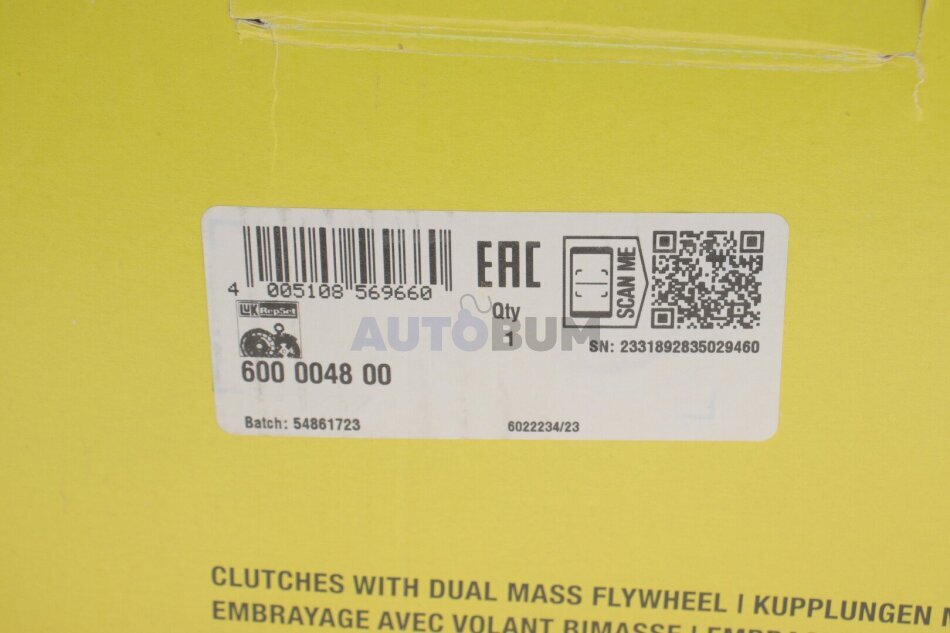 4 005108 569660
EAC
SCAN ME
Qty
1
LuK RepSet
AUTOBUM
SN: 2331892835029460
600 0048 00
Batch: 54861723
6022234/23
CLUTCHES WITH DUAL MASS FLYWHEEL | KUPPLUNGEN
EMBRAYAGE AVEC VOLANT BIMASSE |